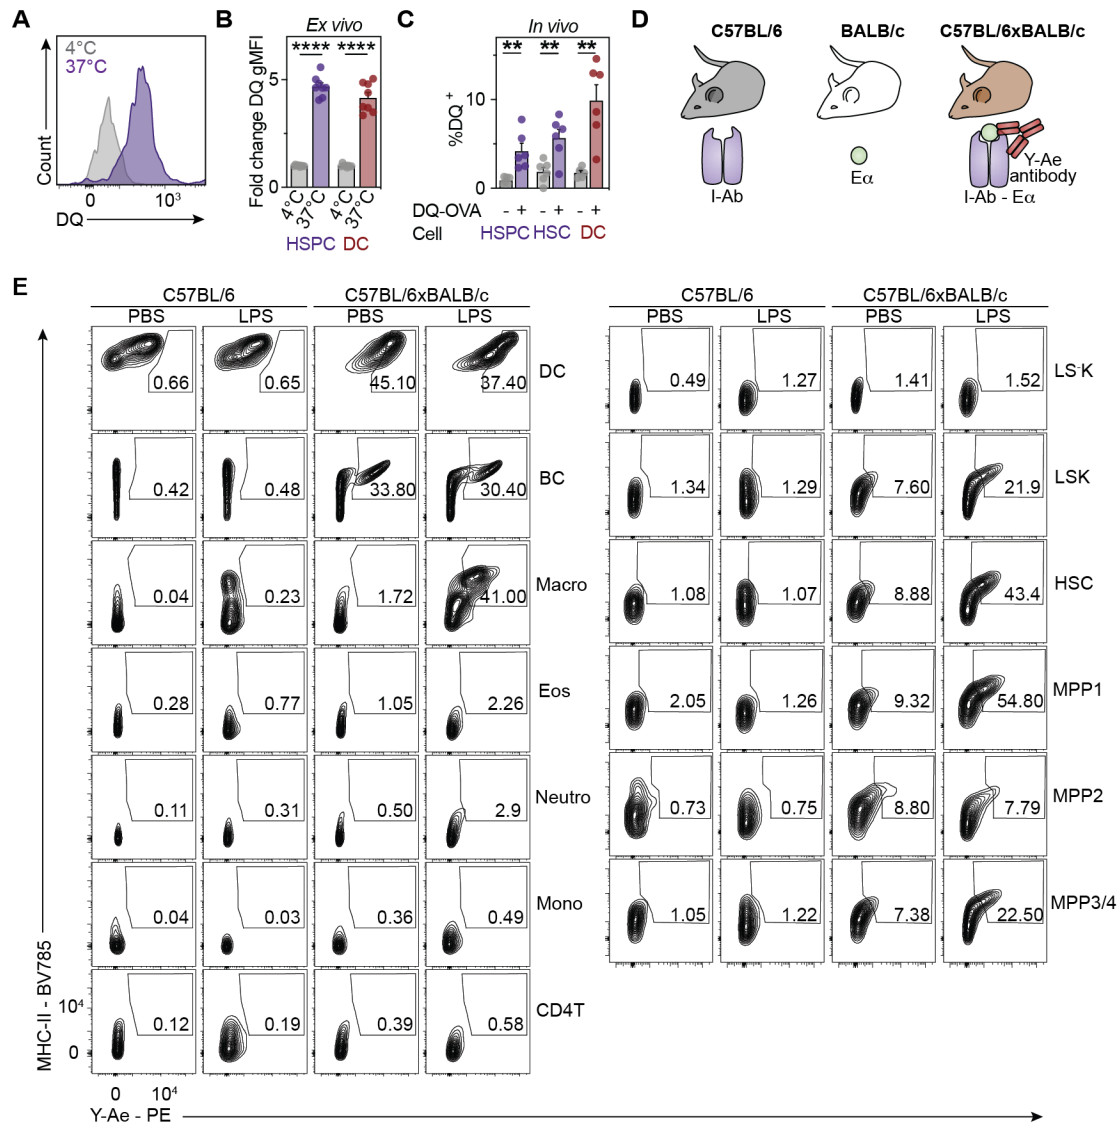 A
4°C
37°C
Count
0
10³
DQ
B
Ex vivo
**** ****
Fold change DQ gMFI
5
0
4°C 37°C 4°C 37°C
HSPC DC
C
In vivo
** ** **
%DQ⁺
10
0
DQ-OVA - + - + - +
Cell HSPC HSC DC
D
C57BL/6 BALB/c C57BL/6xBALB/c
I-Ab
Eα
Y-Ae antibody
I-Ab - Eα
E
C57BL/6 C57BL/6xBALB/c
PBS LPS PBS LPS
0.66 0.65 45.10 37.40 DC
0.42 0.48 33.80 30.40 BC
0.04 0.23 1.72 41.00 Macro
0.28 0.77 1.05 2.26 Eos
0.11 0.31 0.50 2.9 Neutro
0.04 0.03 0.36 0.49 Mono
0.12 0.19 0.39 0.58 CD4T
C57BL/6 C57BL/6xBALB/c
PBS LPS PBS LPS
0.49 1.27 1.41 1.52 LS⁻K
1.34 1.29 7.60 21.9 LSK
1.08 1.07 8.88 43.4 HSC
2.05 1.26 9.32 54.80 MPP1
0.73 0.75 8.80 7.79 MPP2
1.05 1.22 7.38 22.50 MPP3/4
MHC-II - BV785
10⁴
0
0 10⁴
Y-Ae - PE